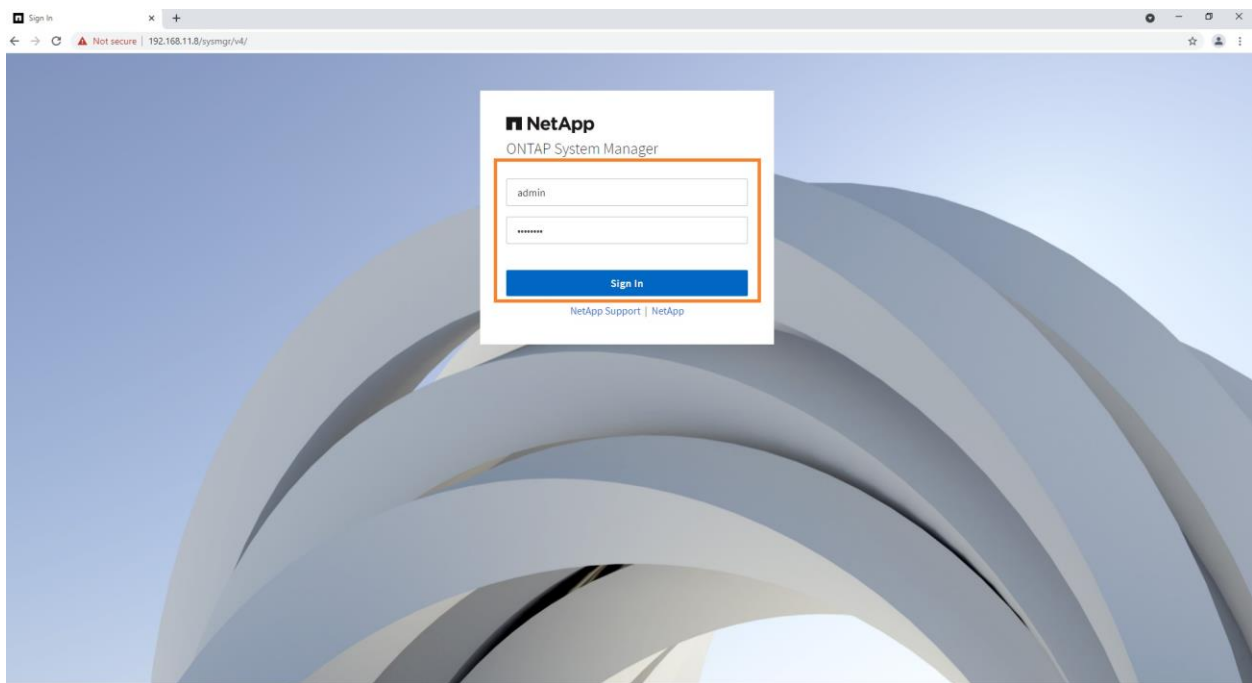 Sign In
Not secure | 192.168.11.8/sysmgr/v4/
NetApp
ONTAP System Manager
admin
Sign In
NetApp Support | NetApp